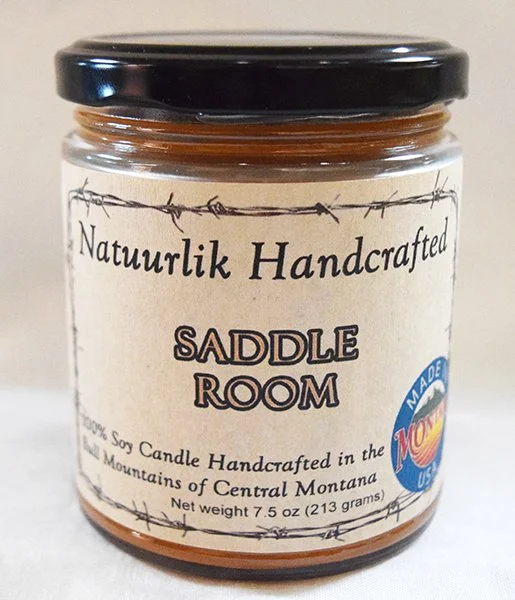 Natuurlik Handcrafted
SADDLE
ROOM
100% Soy Candle Handcrafted in the
Bull Mountains of Central Montana
Net weight 7.5 oz (213 grams)
MADE
USA